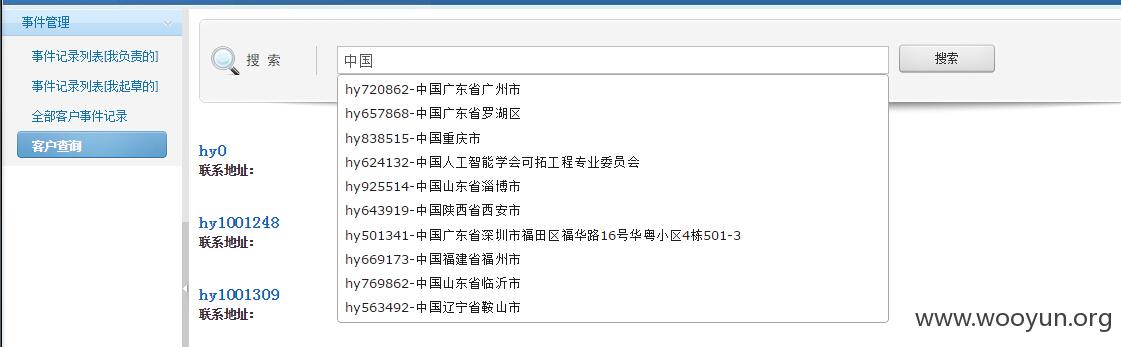 事件管理
事件记录列表[我负责的]
事件记录列表[我起草的]
全部客户事件记录
客户查询
搜 索
中国
搜索
hy720862-中国广东省广州市
hy657868-中国广东省罗湖区
hy838515-中国重庆市
hy624132-中国人工智能学会可拓工程专业委员会
hy925514-中国山东省淄博市
hy643919-中国陕西省西安市
hy501341-中国广东省深圳市福田区福华路16号华粤小区4栋501-3
hy669173-中国福建省福州市
hy769862-中国山东省临沂市
hy563492-中国辽宁省鞍山市
hy0
联系地址:
hy1001248
联系地址:
hy1001309
联系地址:
www.wooyun.org